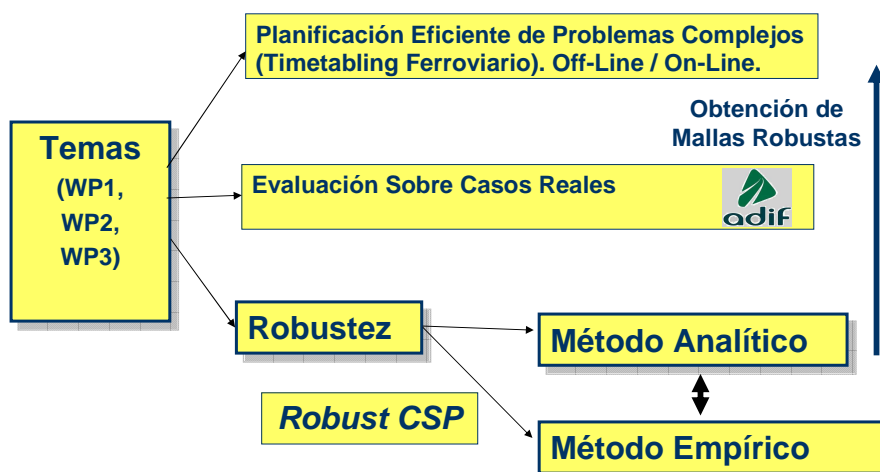 Planificación Eficiente de Problemas Complejos
(Timetabling Ferroviario). Off-Line / On-Line.
Obtención de
Mallas Robustas
Temas
(WP1,
WP2,
WP3)
Evaluación Sobre Casos Reales
adif
Robustez
Método Analítico
Robust CSP
Método Empírico